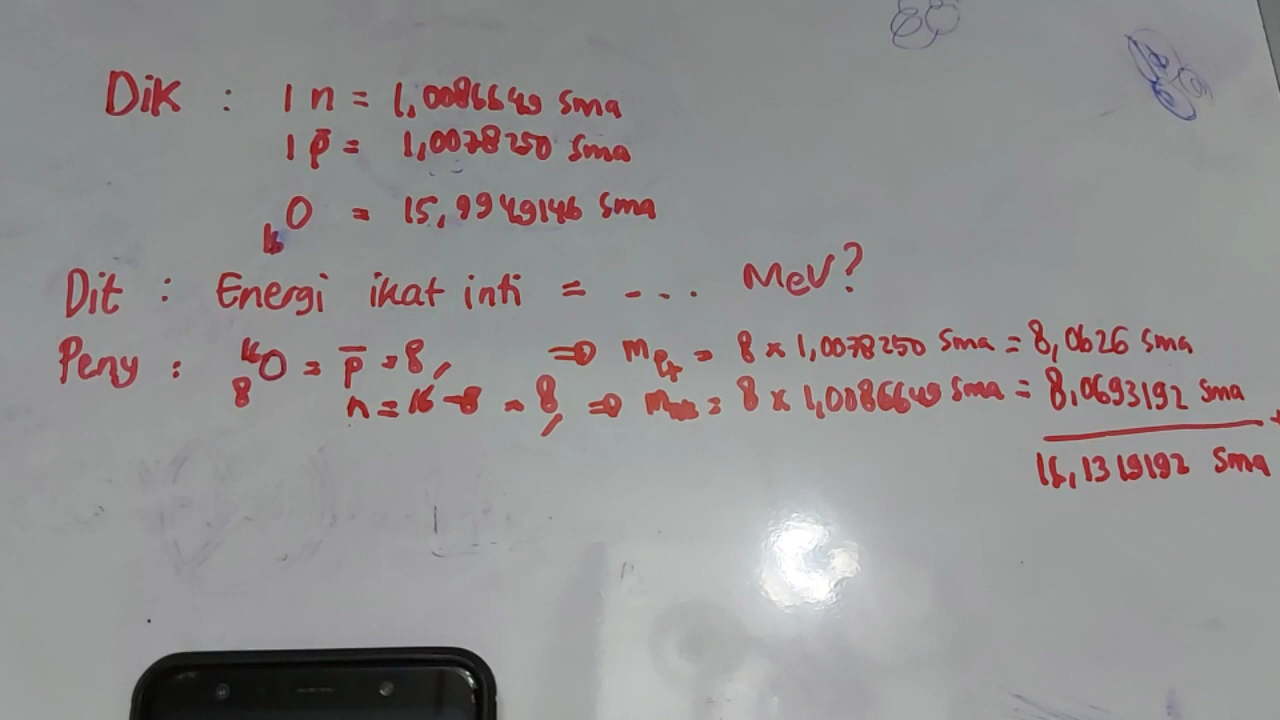 Dik : 1 n = 1,0086649 sma
1 p̄ = 1,0078250 sma
16O = 15,9949146 sma
Dit : Energi ikat inti = .... MeV?
Peny : 16 8 O = p̄ = 8, => mp+ = 8 x 1,0078250 sma = 8,0626 sma
n = 16 - 8 = 8, => 8 x 1,0086649 sma = 8,0693192 sma +
16,1319192 sma